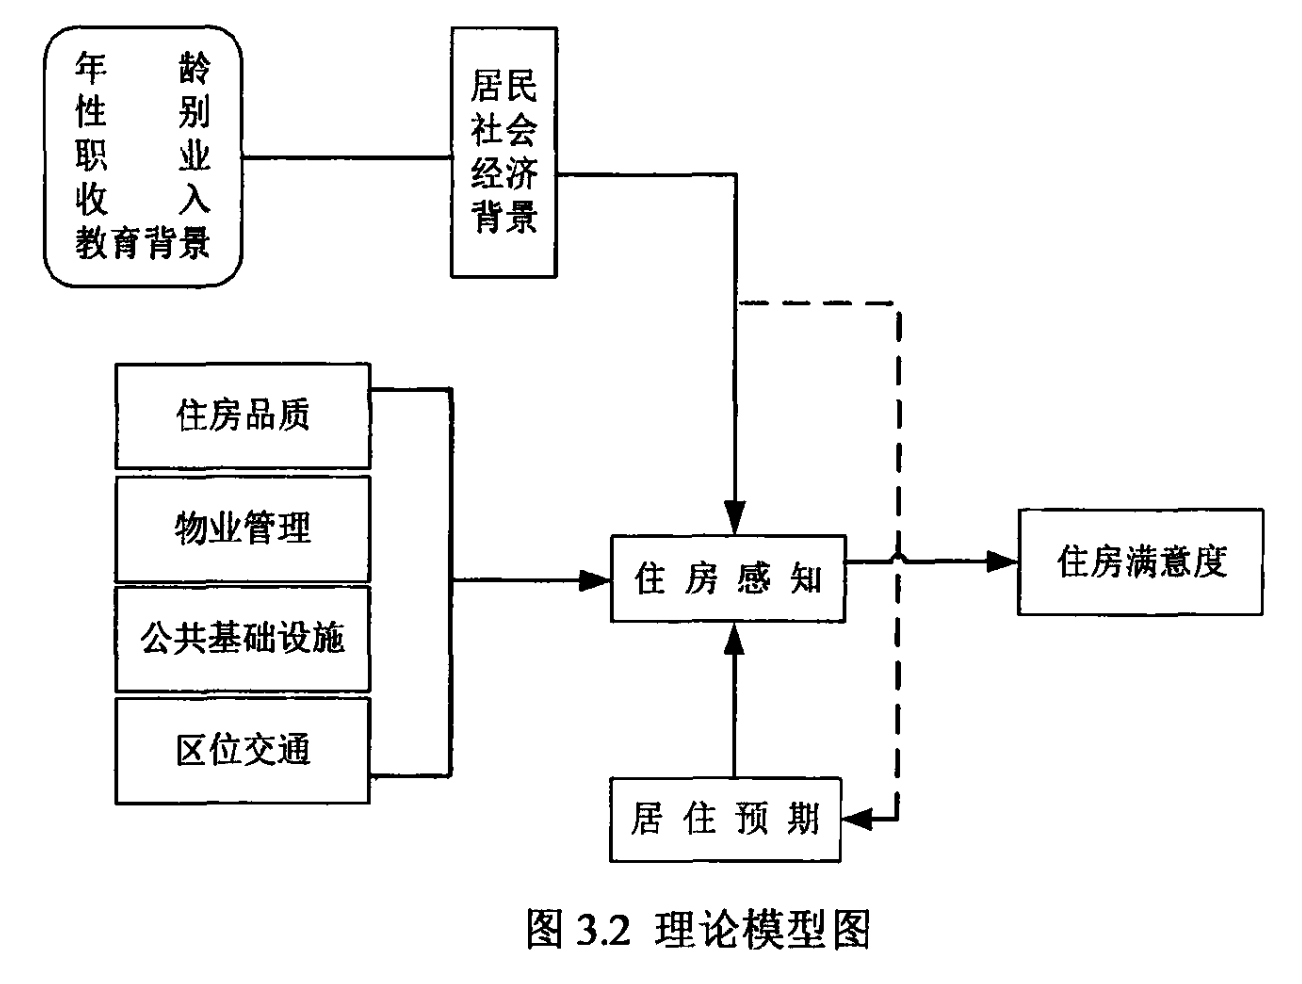 年 龄
性 别
职 业
收 入
教育背景
居民
社会
经济
背景
住房品质
物业管理
公共基础设施
区位交通
住 房 感 知
住房满意度
居 住 预 期
图 3.2 理论模型图